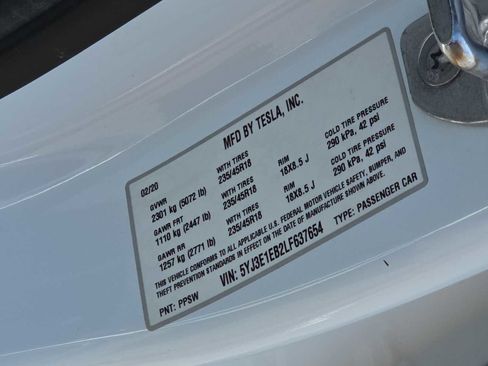 MFD BY TESLA, INC.
02/20
GVWR WITH TIRES RIM COLD TIRE PRESSURE
2301 kg (5072 lb) 235/45R18 18X8.5 J 290 kPa, 42 psi
GAWR FRT WITH TIRES RIM COLD TIRE PRESSURE
1110 kg (2447 lb) 235/45R18 18X8.5 J 290 kPa, 42 psi
GAWR RR WITH TIRES
1257 kg (2771 lb) 235/45R18
THIS VEHICLE CONFORMS TO ALL APPLICABLE U.S. FEDERAL MOTOR VEHICLE SAFETY, BUMPER, AND
THEFT PREVENTION STANDARDS IN EFFECT ON THE DATE OF MANUFACTURE SHOWN ABOVE.
VIN: 5YJ3E1EB2LF637654 TYPE: PASSENGER CAR
PNT: PPSW